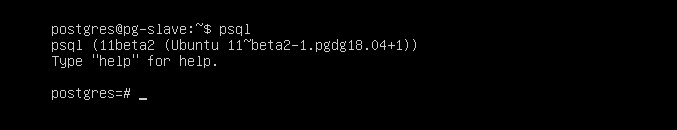 postgres@pg-slave:~$ psql
psql (11beta2 (Ubuntu 11~beta2-1.pgdg18.04+1))
Type "help" for help.
postgres=# _